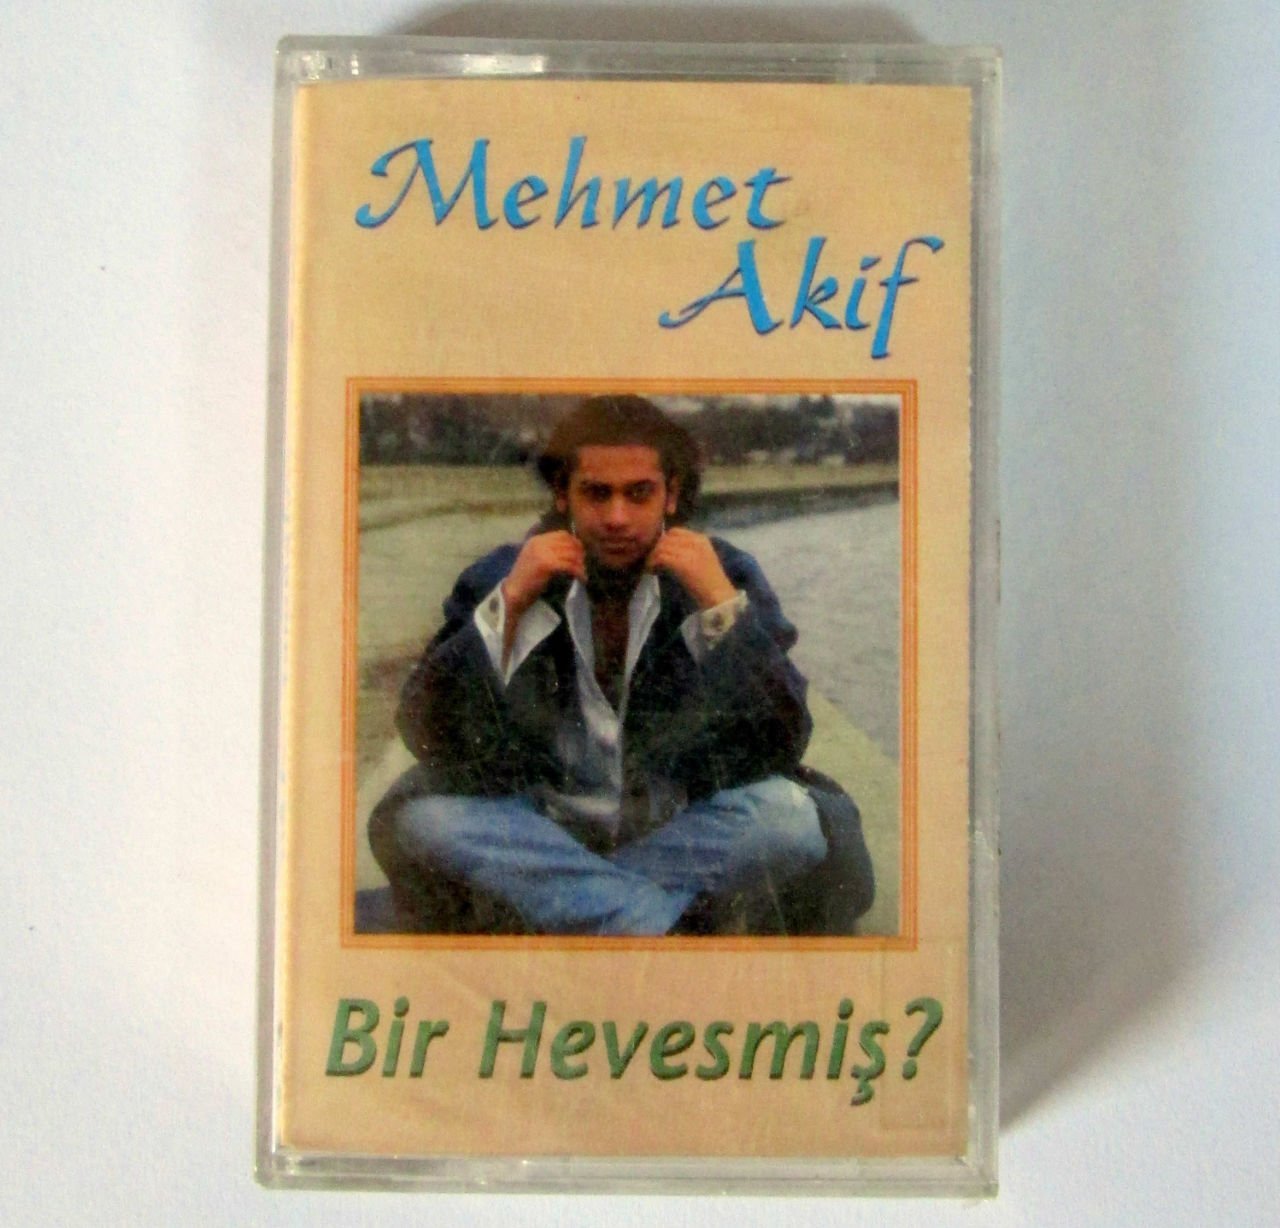 Mehmet
Akif
Bir Hevesmiş?